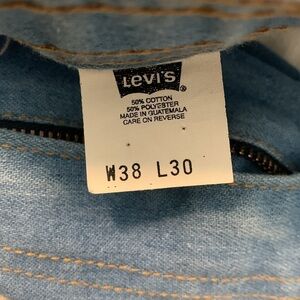 Levi's
50% COTTON
50% POLYESTER
MADE IN GUATEMALA
CARE ON REVERSE
W38 L30